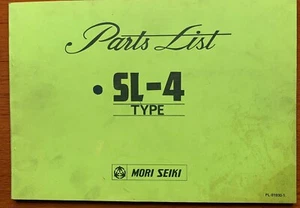 Parts List
• SL-4
TYPE
MORI SEIKI